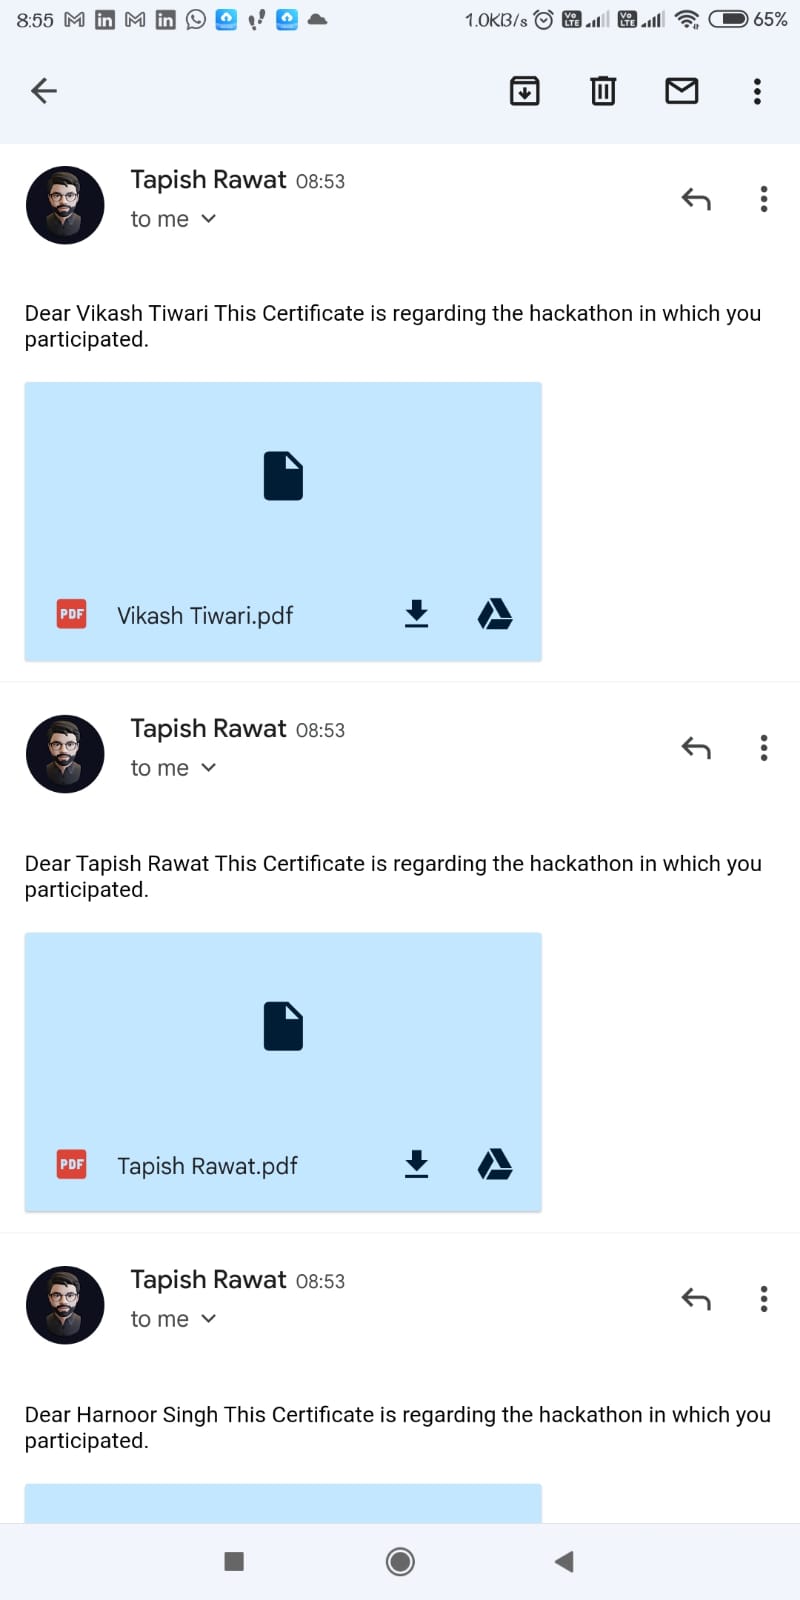 8:55 1.0KB/s 65%
Tapish Rawat 08:53
to me
Dear Vikash Tiwari This Certificate is regarding the hackathon in which you
participated.
PDF Vikash Tiwari.pdf
Tapish Rawat 08:53
to me
Dear Tapish Rawat This Certificate is regarding the hackathon in which you
participated.
PDF Tapish Rawat.pdf
Tapish Rawat 08:53
to me
Dear Harnoor Singh This Certificate is regarding the hackathon in which you
participated.